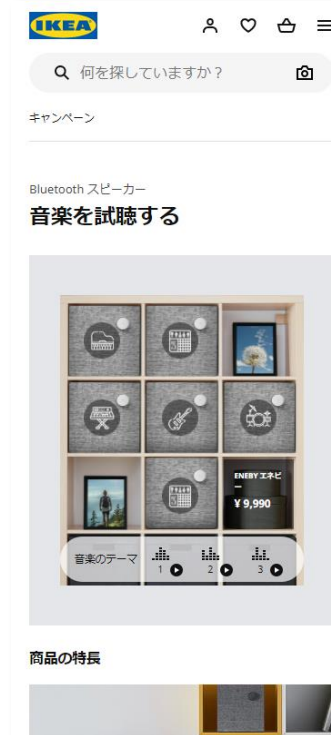 IKEA
何を探していますか？
キャンペーン
Bluetooth スピーカー
音楽を試聴する
ENEBY エネビ
ー
¥ 9,990
音楽のテーマ
1
2
3
商品の特長